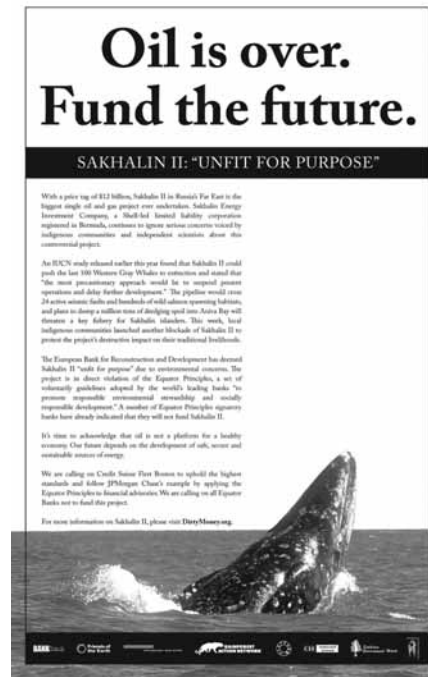 Oil is over.
Fund the future.
SAKHALIN II: “UNFIT FOR PURPOSE”
With a price tag of $12 billion, Sakhalin II in Russia’s Far East is the
biggest single oil and gas project ever undertaken. Sakhalin Energy
Investment Company, a Shell-led limited liability corporation
registered in Bermuda, continues to ignore serious concerns voiced by
indigenous communities and independent scientists about this
controversial project.
An IUCN study released earlier this year found that Sakhalin II could
push the last 100 Western Gray Whales to extinction and stated that
“the most precautionary approach would be to suspend present
operations and delay further development.” The pipeline would cross
24 active seismic faults and hundreds of wild salmon spawning habitats,
and plans to dump a million tons of dredging spoil into Aniva Bay will
threaten a key fishery for Sakhalin islanders. This week, local
indigenous communities launched another blockade of Sakhalin II to
protest the project’s destructive impact on their traditional livelihoods.
The European Bank for Reconstruction and Development has deemed
Sakhalin II “unfit for purpose” due to environmental concerns. The
project is in direct violation of the Equator Principles, a set of
voluntarily guidelines adopted by the world’s leading banks “to
promote responsible environmental stewardship and socially
responsible development.” A number of Equator Principles signatory
banks have already indicated that they will not fund Sakhalin II.
It’s time to acknowledge that oil is not a platform for a healthy
economy. Our future depends on the development of safe, secure and
sustainable sources of energy.
We are calling on Credit Suisse First Boston to uphold the highest
standards and follow JPMorgan Chase’s example by applying the
Equator Principles to financial advisories. We are calling on all Equator
Banks not to fund this project.
For more information on Sakhalin II, please visit DirtyMoney.org.
BANK
Friends of
the Earth
RAINFOREST
ACTION NETWORK